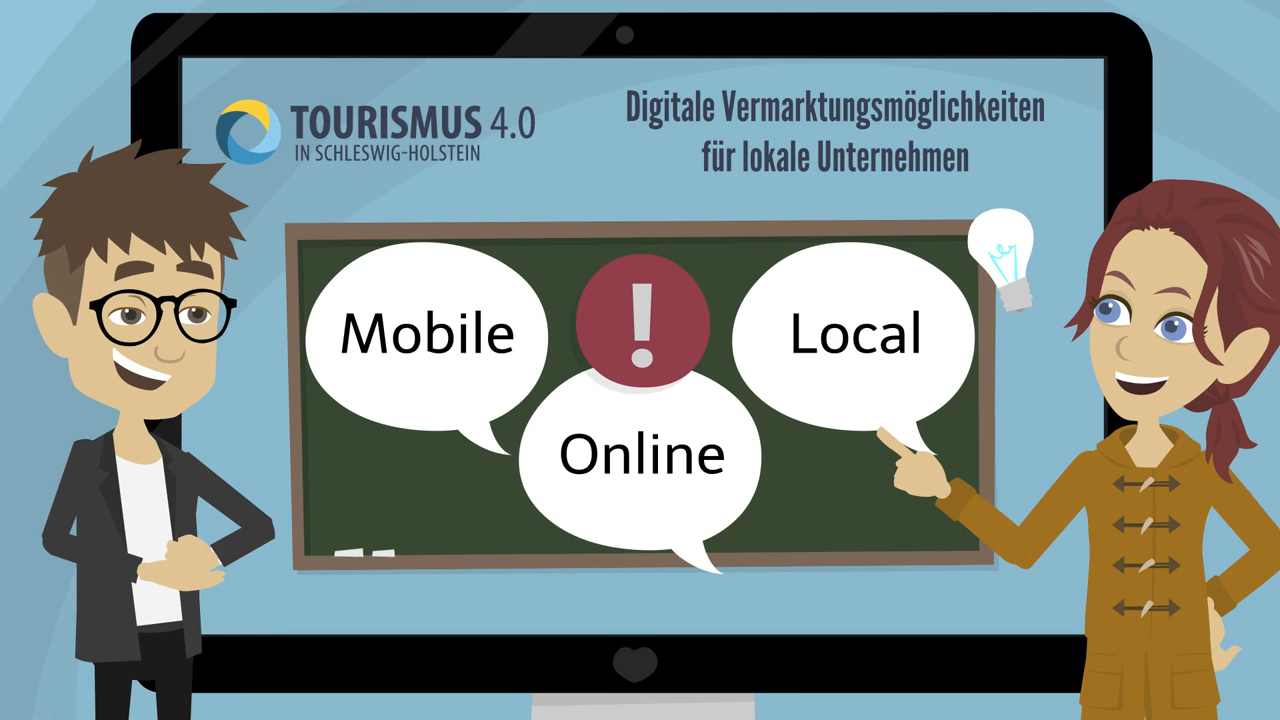 TOURISMUS 4.0
IN SCHLESWIG-HOLSTEIN
Digitale Vermarktungsmöglichkeiten
für lokale Unternehmen
Mobile
!
Local
Online